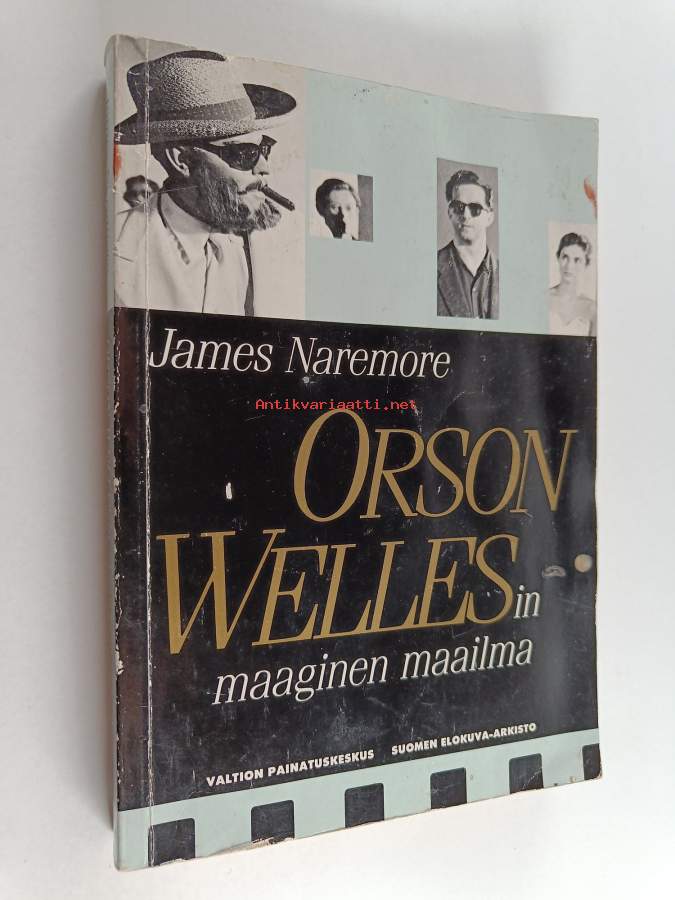 James Naremore
Antikvariaatti.net
ORSON
WELLESin
maaginen maailma
VALTION PAINATUSKESKUS SUOMEN ELOKUVA-ARKISTO